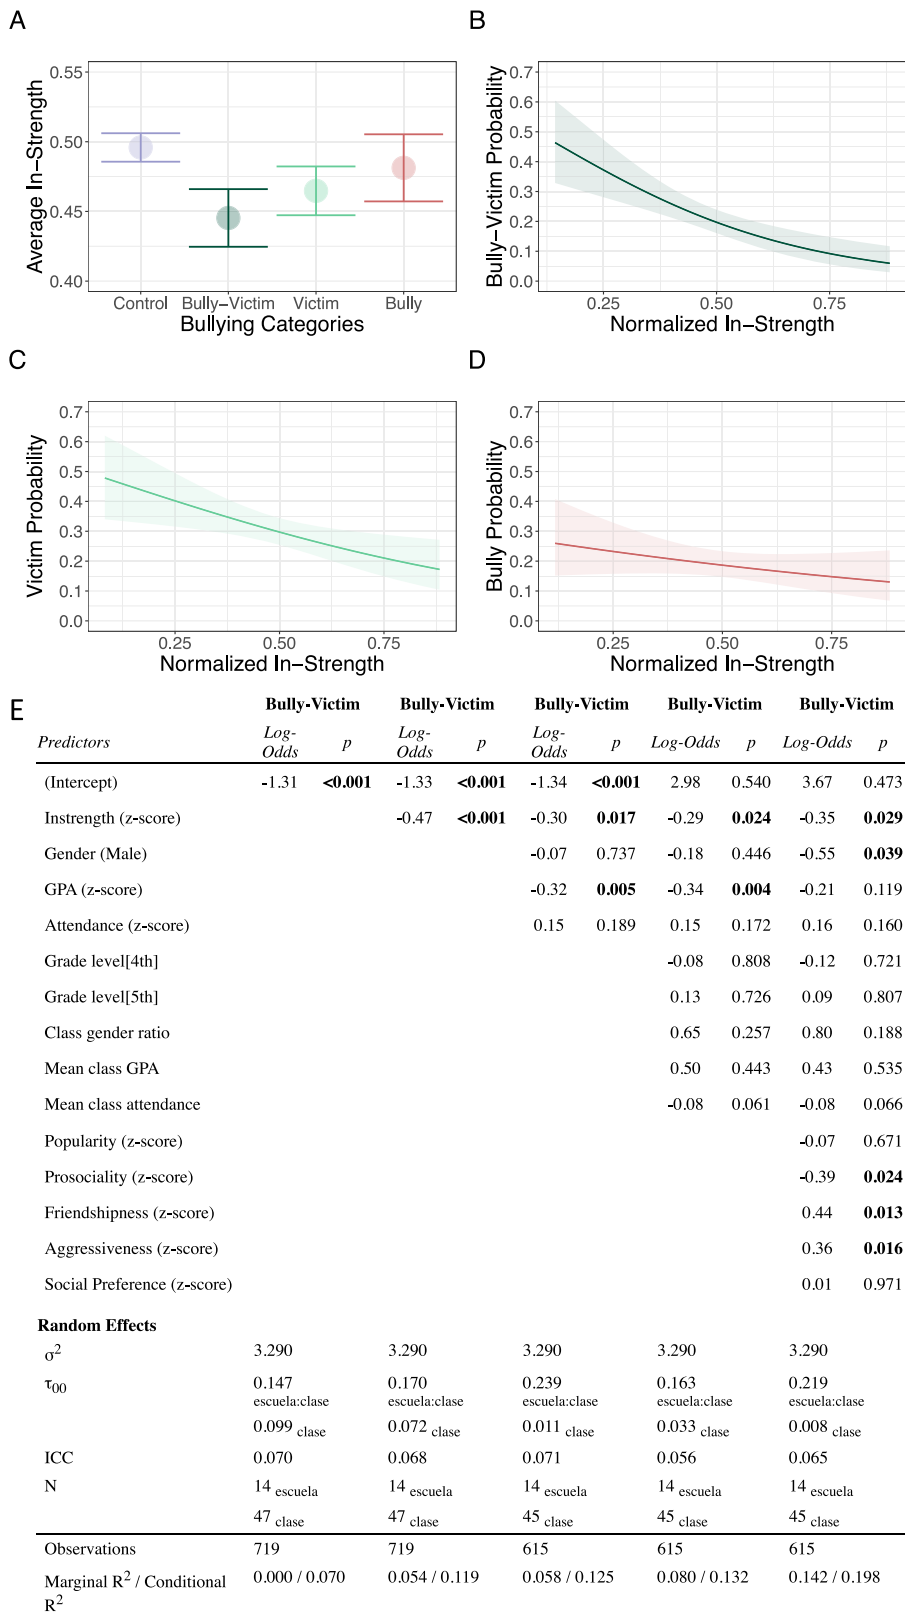 A
Average In−Strength
0.55
0.50
0.45
0.40
Control Bully−Victim Victim Bully
Bullying Categories
B
Bully−Victim Probability
0.7
0.6
0.5
0.4
0.3
0.2
0.1
0.0
0.25 0.50 0.75
Normalized In−Strength
C
Victim Probability
0.7
0.6
0.5
0.4
0.3
0.2
0.1
0.0
0.25 0.50 0.75
Normalized In−Strength
D
Bully Probability
0.7
0.6
0.5
0.4
0.3
0.2
0.1
0.0
0.25 0.50 0.75
Normalized In−Strength
E
Bully-Victim Bully-Victim Bully-Victim Bully-Victim Bully-Victim
Predictors Log-Odds p Log-Odds p Log-Odds p Log-Odds p Log-Odds p
(Intercept) -1.31 <0.001 -1.33 <0.001 -1.34 <0.001 2.98 0.540 3.67 0.473
Instrength (z-score) -0.47 <0.001 -0.30 0.017 -0.29 0.024 -0.35 0.029
Gender (Male) -0.07 0.737 -0.18 0.446 -0.55 0.039
GPA (z-score) -0.32 0.005 -0.34 0.004 -0.21 0.119
Attendance (z-score) 0.15 0.189 0.15 0.172 0.16 0.160
Grade level[4th] -0.08 0.808 -0.12 0.721
Grade level[5th] 0.13 0.726 0.09 0.807
Class gender ratio 0.65 0.257 0.80 0.188
Mean class GPA 0.50 0.443 0.43 0.535
Mean class attendance -0.08 0.061 -0.08 0.066
Popularity (z-score) -0.07 0.671
Prosociality (z-score) -0.39 0.024
Friendshipness (z-score) 0.44 0.013
Aggressiveness (z-score) 0.36 0.016
Social Preference (z-score) 0.01 0.971
Random Effects
σ2 3.290 3.290 3.290 3.290 3.290
τ00 0.147 0.170 0.239 0.163 0.219
escuela:clase escuela:clase escuela:clase escuela:clase escuela:clase
0.099 clase 0.072 clase 0.011 clase 0.033 clase 0.008 clase
ICC 0.070 0.068 0.071 0.056 0.065
N 14 escuela 14 escuela 14 escuela 14 escuela 14 escuela
47 clase 47 clase 45 clase 45 clase 45 clase
Observations 719 719 615 615 615
Marginal R2 / Conditional 0.000 / 0.070 0.054 / 0.119 0.058 / 0.125 0.080 / 0.132 0.142 / 0.198
R2